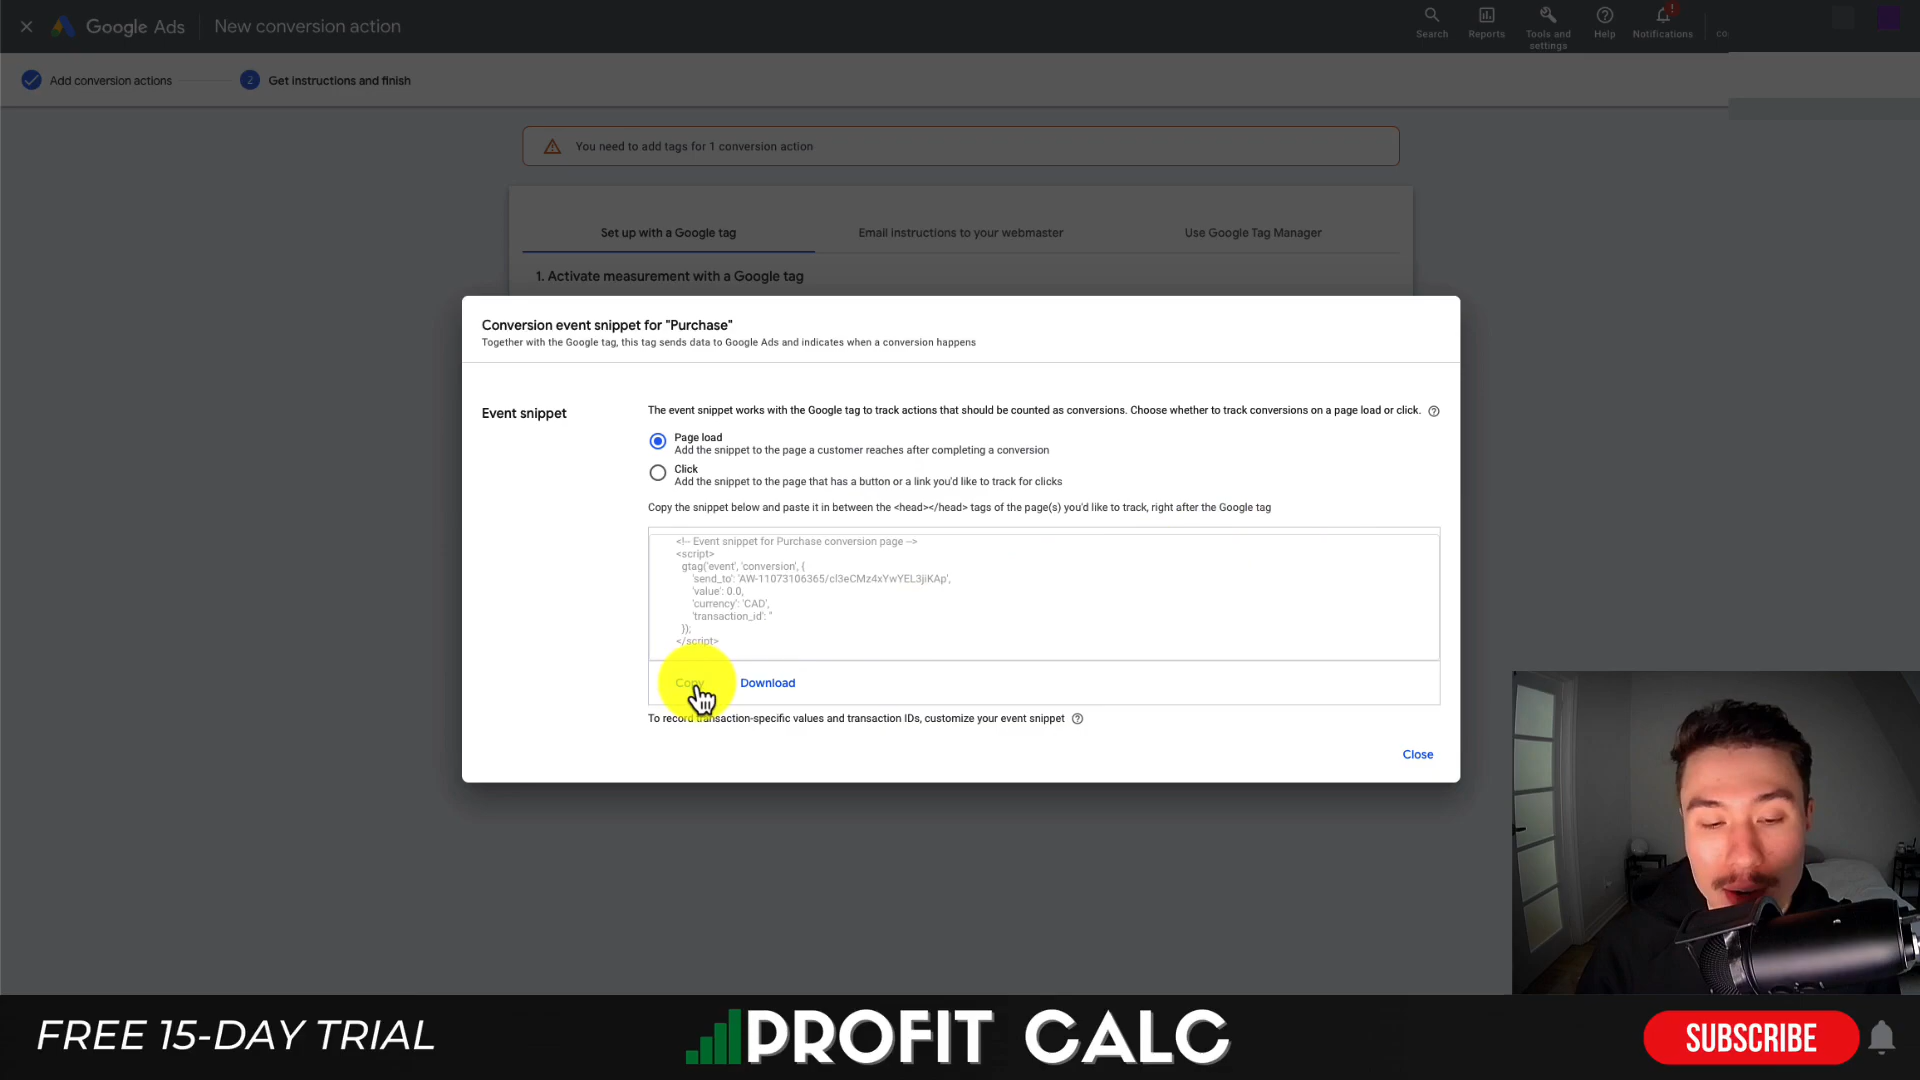 Google Ads
New conversion action
Search
Reports
Tools and settings
Help
Notifications
co
Add conversion actions
2
Get instructions and finish
You need to add tags for 1 conversion action
Set up with a Google tag
Email instructions to your webmaster
Use Google Tag Manager
1. Activate measurement with a Google tag
Conversion event snippet for "Purchase"
Together with the Google tag, this tag sends data to Google Ads and indicates when a conversion happens
Event snippet
The event snippet works with the Google tag to track actions that should be counted as conversions. Choose whether to track conversions on a page load or click.
Page load
Add the snippet to the page a customer reaches after completing a conversion
Click
Add the snippet to the page that has a button or a link you'd like to track for clicks
Copy the snippet below and paste it in between the <head></head> tags of the page(s) you'd like to track, right after the Google tag
<!-- Event snippet for Purchase conversion page -->
<script>
gtag('event', 'conversion', {
'send_to': 'AW-11073106365/cl3eCMz4xYwYEL3jiKAp',
'value': 0.0,
'currency': 'CAD',
'transaction_id': ''
});
</script>
Copy
Download
To record transaction-specific values and transaction IDs, customize your event snippet
Close
FREE 15-DAY TRIAL
PROFIT CALC
SUBSCRIBE